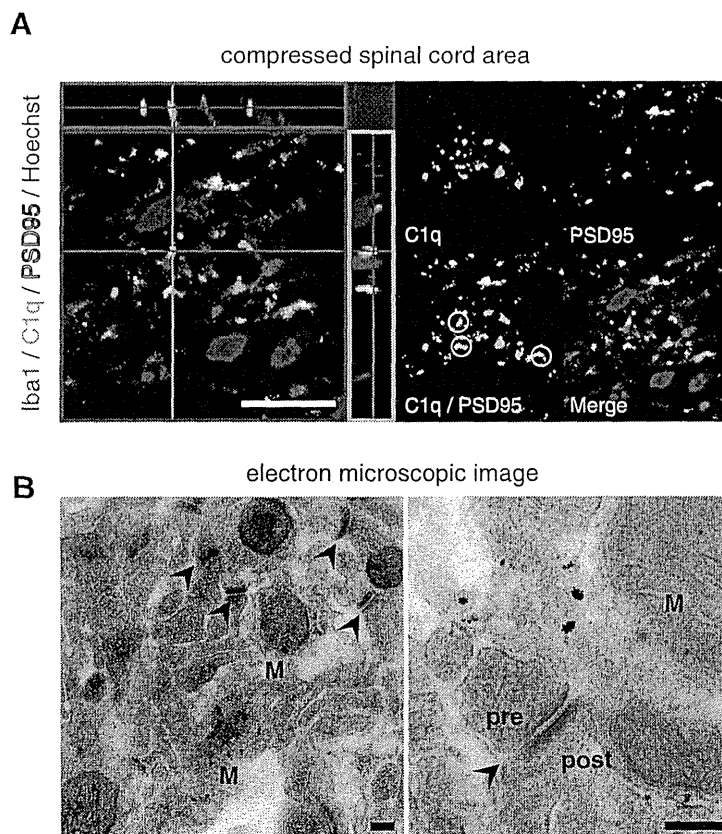 A
compressed spinal cord area
Iba1 / C1q / PSD95 / Hoechst
C1q
PSD95
C1q / PSD95
Merge
B
electron microscopic image
M
M
M
pre
post